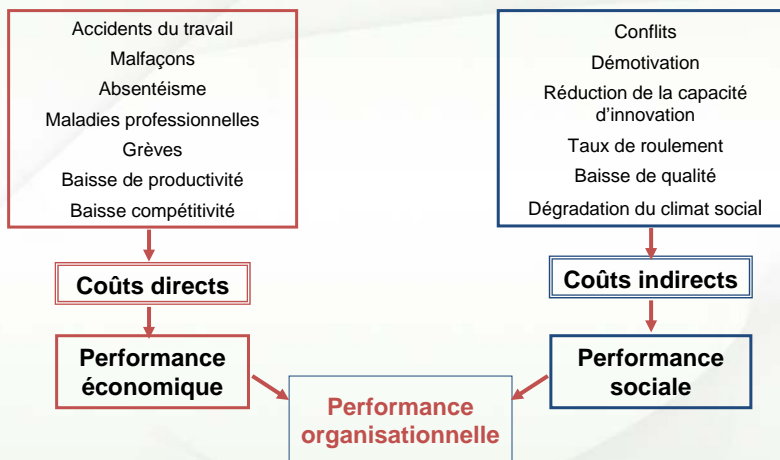 Accidents du travail
Malfaçons
Absentéisme
Maladies professionnelles
Grèves
Baisse de productivité
Baisse compétitivité
Conflits
Démotivation
Réduction de la capacité
d'innovation
Taux de roulement
Baisse de qualité
Dégradation du climat social
Coûts directs
Coûts indirects
Performance
économique
Performance
sociale
Performance
organisationnelle